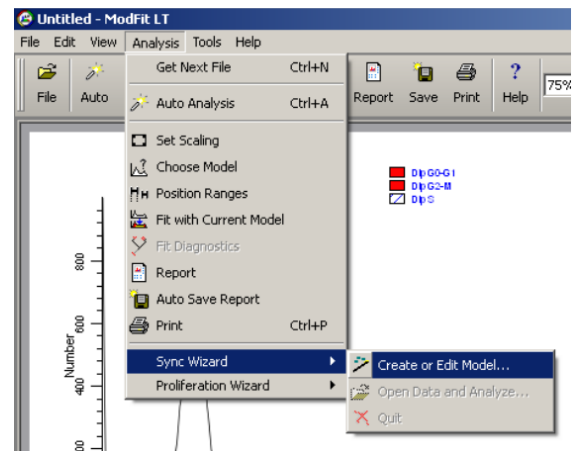 Untitled - ModFit LT
File Edit View Analysis Tools Help
File Auto Report Save Print Help 75%
Get Next File Ctrl+N
Auto Analysis Ctrl+A
Set Scaling
Choose Model
Position Ranges
Fit with Current Model
Fit Diagnostics
Report
Auto Save Report
Print Ctrl+P
Sync Wizard
Proliferation Wizard
Create or Edit Model...
Open Data and Analyze...
Quit
Dip G0-G1
Dip G2-M
Dip S
Number
800
600
400